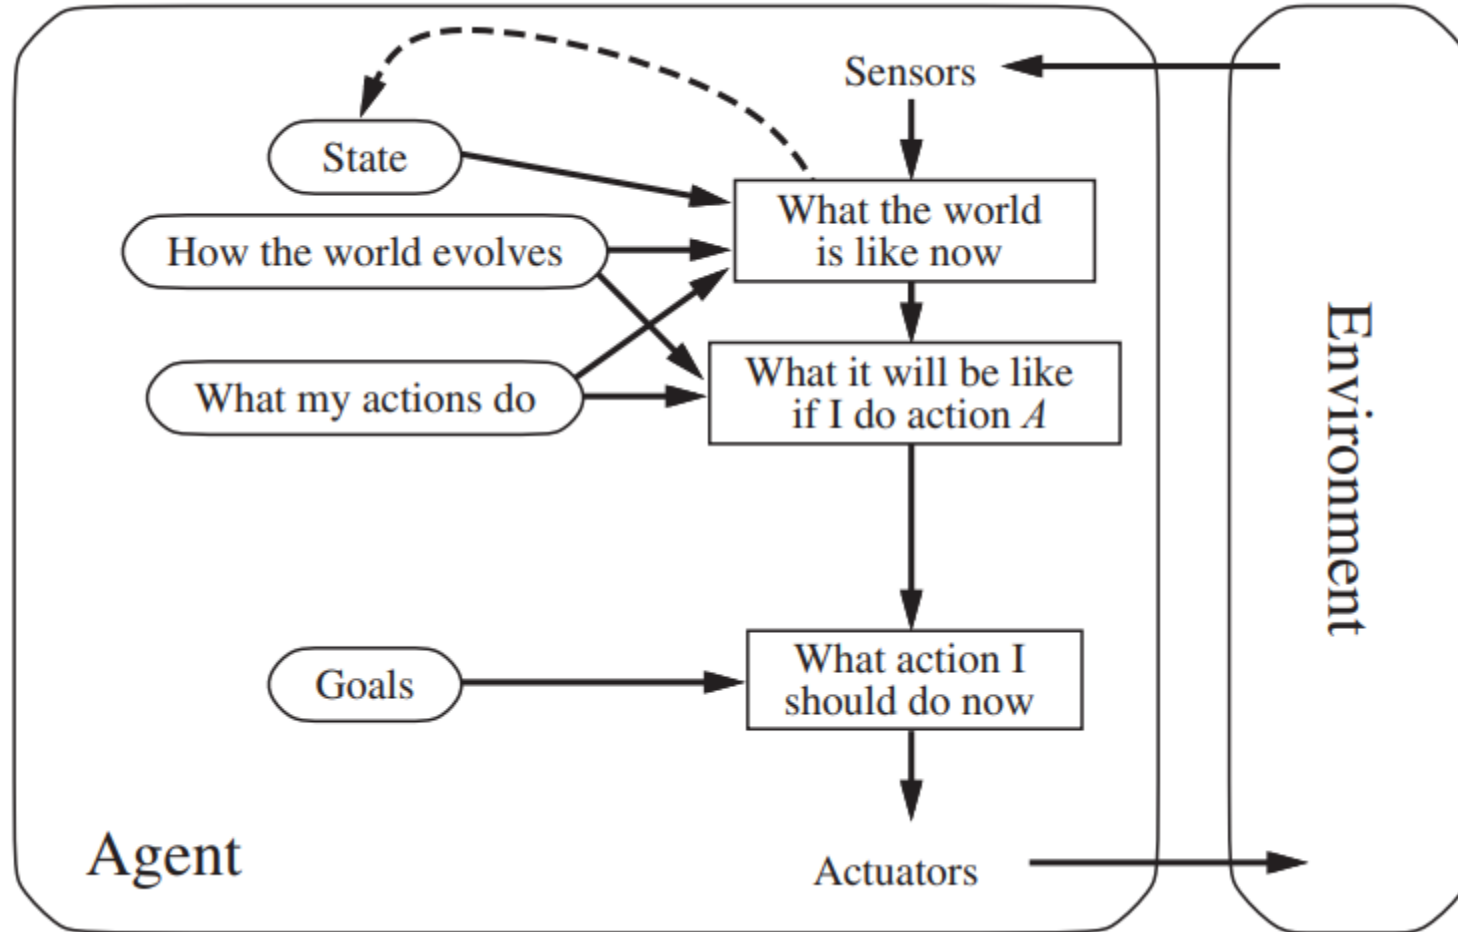 Sensors
State
What the world
is like now
How the world evolves
What it will be like
if I do action A
What my actions do
Environment
What action I
should do now
Goals
Agent
Actuators